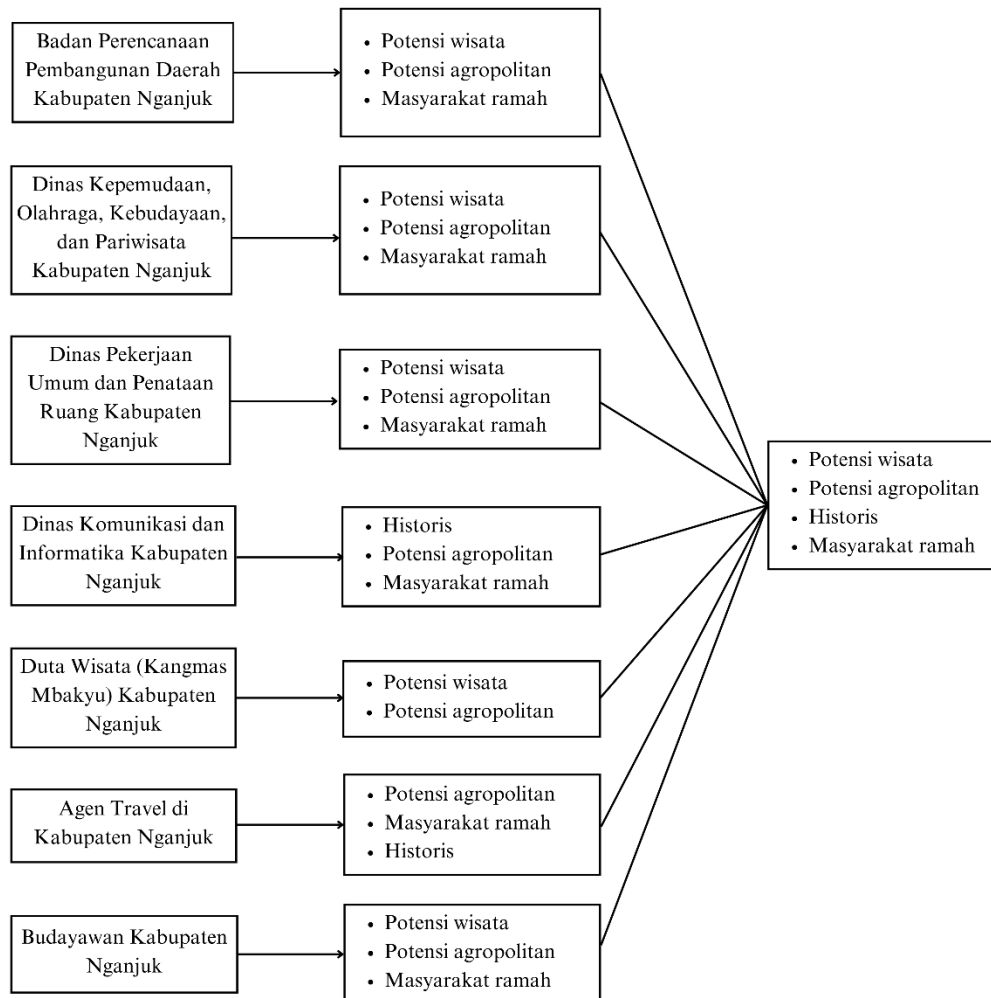 Badan Perencanaan
Pembangunan Daerah
Kabupaten Nganjuk
• Potensi wisata
• Potensi agropolitan
• Masyarakat ramah
Dinas Kepemudaan,
Olahraga, Kebudayaan,
dan Pariwisata
Kabupaten Nganjuk
• Potensi wisata
• Potensi agropolitan
• Masyarakat ramah
Dinas Pekerjaan
Umum dan Penataan
Ruang Kabupaten
Nganjuk
• Potensi wisata
• Potensi agropolitan
• Masyarakat ramah
Dinas Komunikasi dan
Informatika Kabupaten
Nganjuk
• Historis
• Potensi agropolitan
• Masyarakat ramah
Duta Wisata (Kangmas
Mbakyu) Kabupaten
Nganjuk
• Potensi wisata
• Potensi agropolitan
Agen Travel di
Kabupaten Nganjuk
• Potensi agropolitan
• Masyarakat ramah
• Historis
Budayawan Kabupaten
Nganjuk
• Potensi wisata
• Potensi agropolitan
• Masyarakat ramah
• Potensi wisata
• Potensi agropolitan
• Historis
• Masyarakat ramah